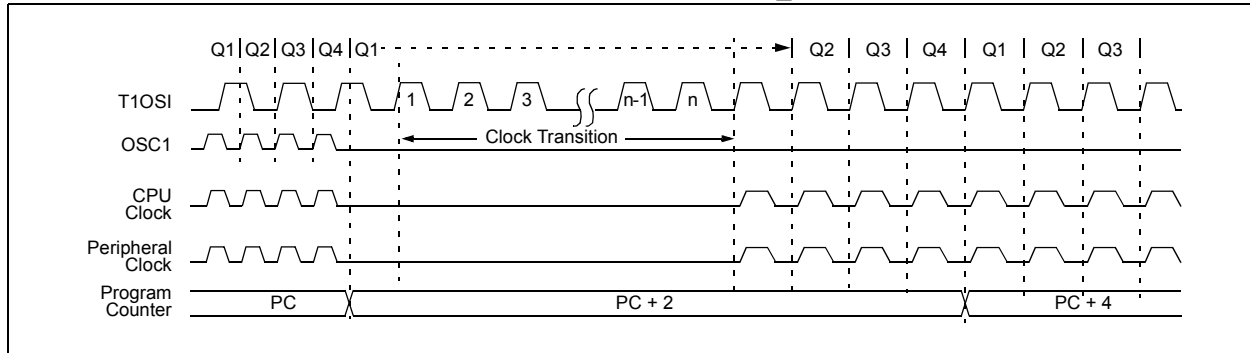 Q1 Q2 Q3 Q4 Q1 Q2 Q3 Q4 Q1 Q2 Q3
T1OSI 1 2 3 n-1 n
Clock Transition
OSC1
CPU
Clock
Peripheral
Clock
Program
Counter
PC PC + 2 PC + 4